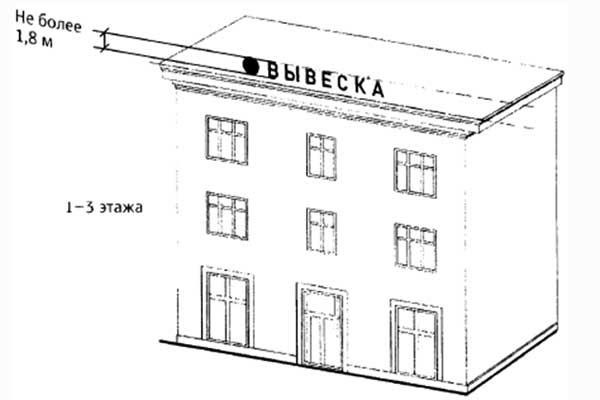 Не более
1,8 м
ВЫВЕСКА
1–3 этажа